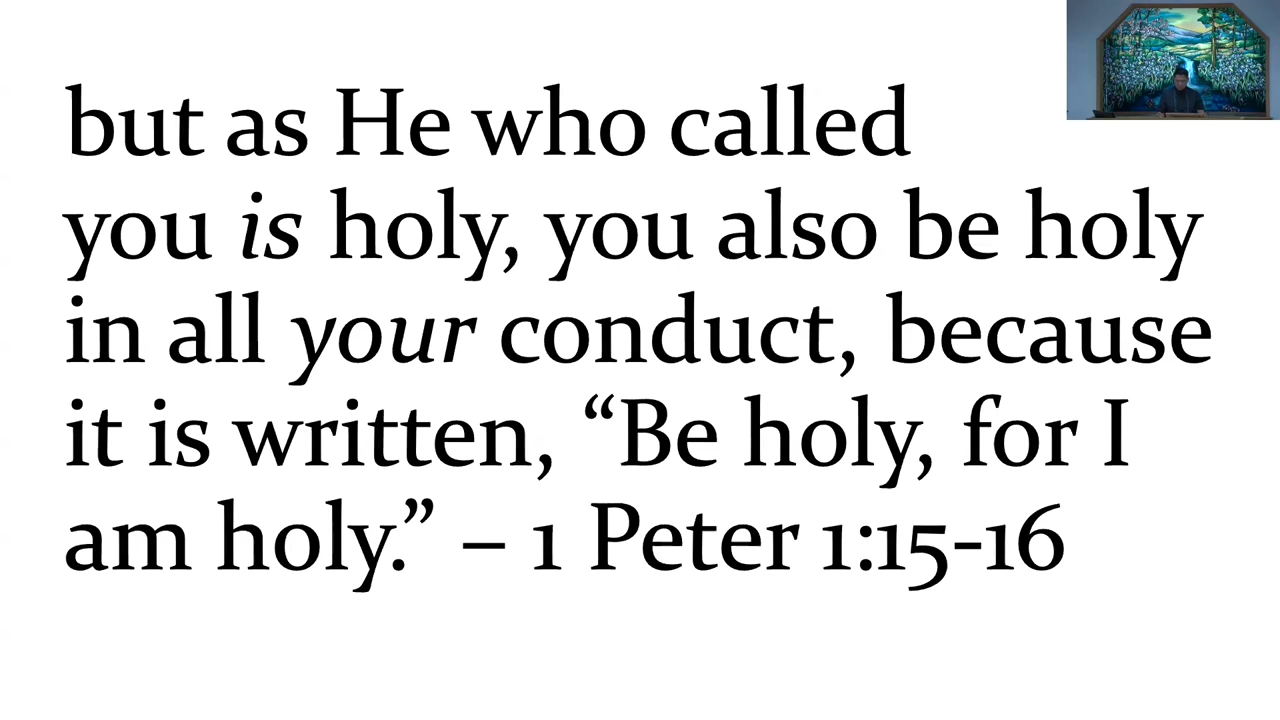 but as He who called
you is holy, you also be holy
in all your conduct, because
it is written, “Be holy, for I
am holy.” – 1 Peter 1:15-16